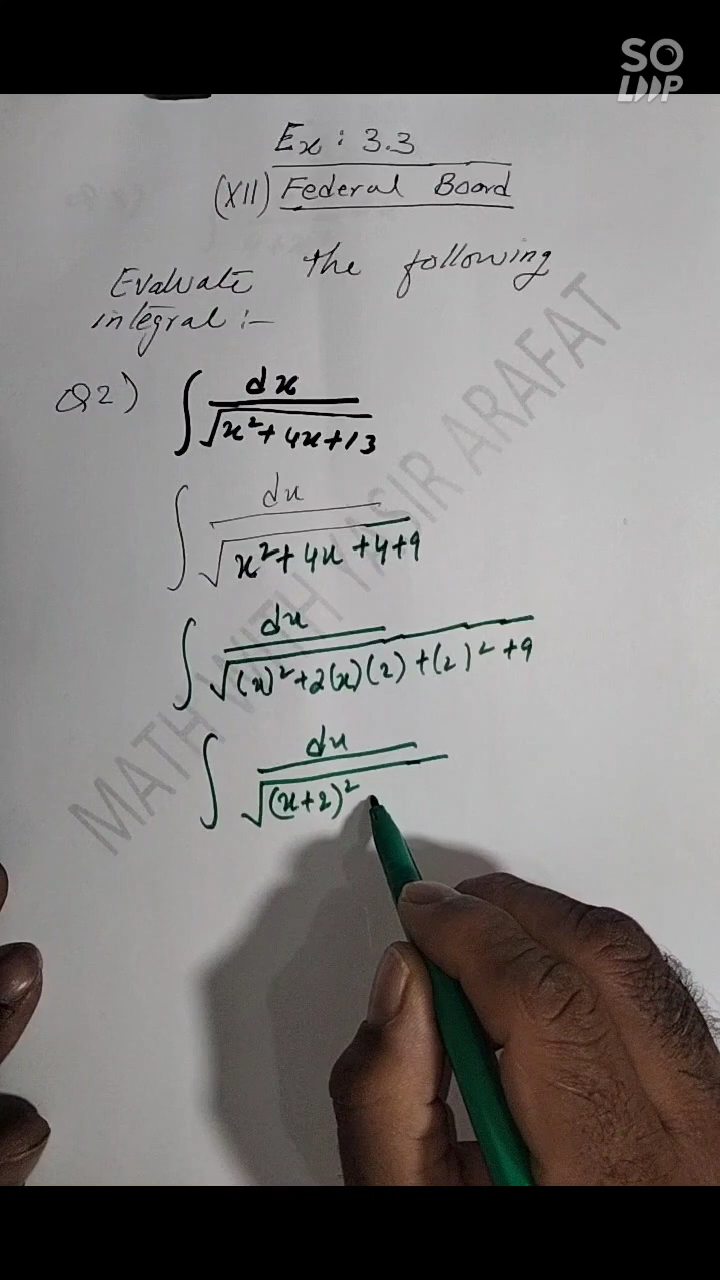 SO
LOOP
Ex : 3.3
(XII) Federal Board
Evaluate the following
integral :-
Q2) ∫ dx / √(x²+4x+13)
∫ dx / √(x²+4x+4+9)
∫ dx / √((x)²+2(x)(2)+(2)²+9)
∫ dx / √((x+2)²
MATH WITH YASIR ARAFAT